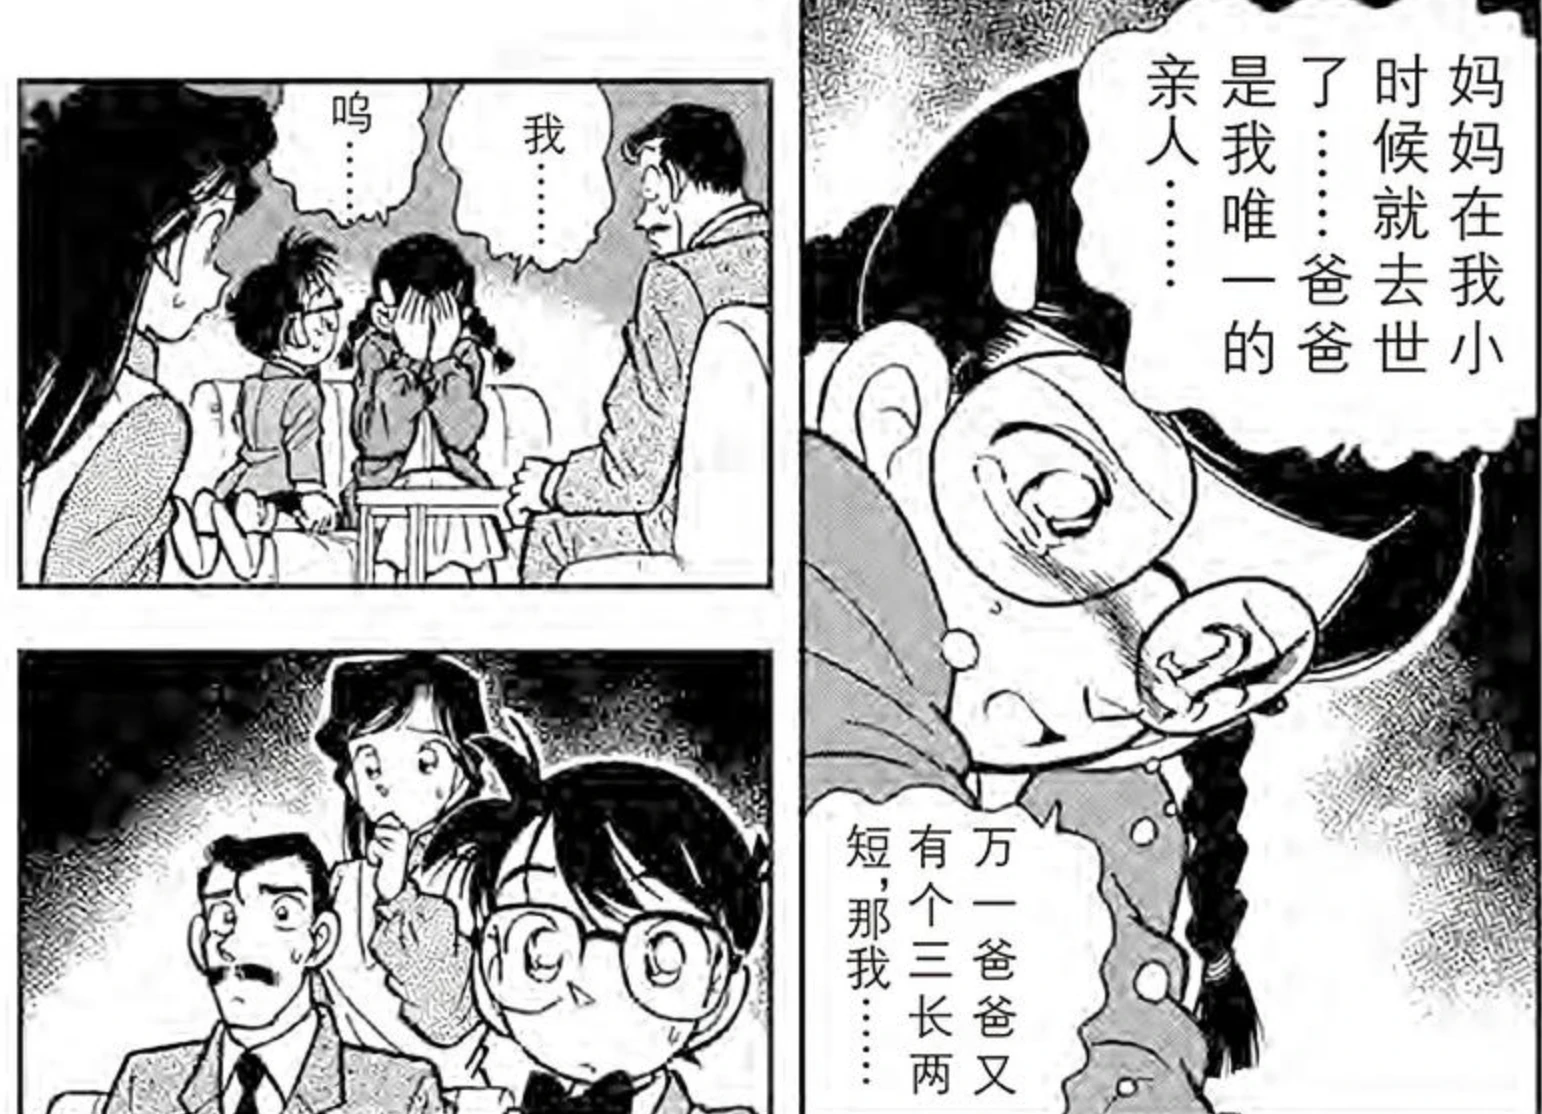 妈妈在我小
时候就去世
了……爸爸
是我唯一的
亲人……
万一爸爸又
有个三长两
短，那我……
我……
呜……